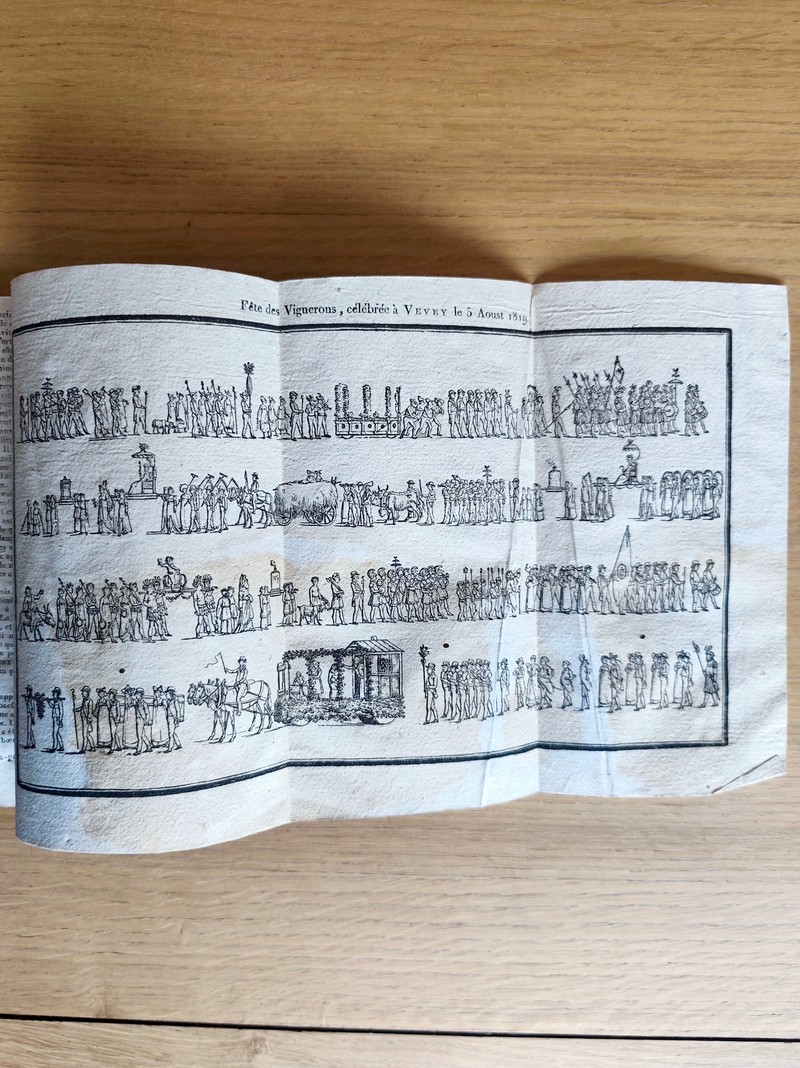 Fête des Vignerons, célébrée à VEVEY le 5 Aoust 1819.